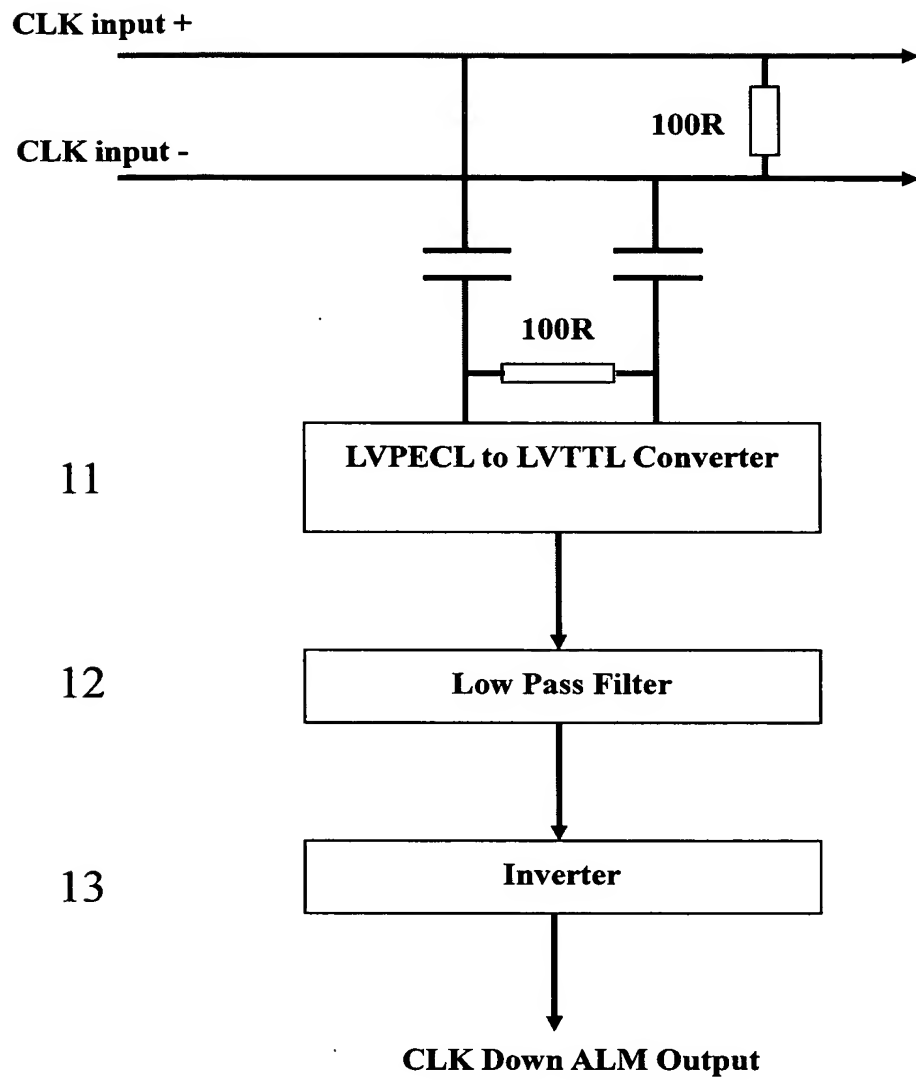 CLK input +
100R
CLK input -
100R
LVPECL to LVTTL Converter
11
Low Pass Filter
12
Inverter
13
CLK Down ALM Output